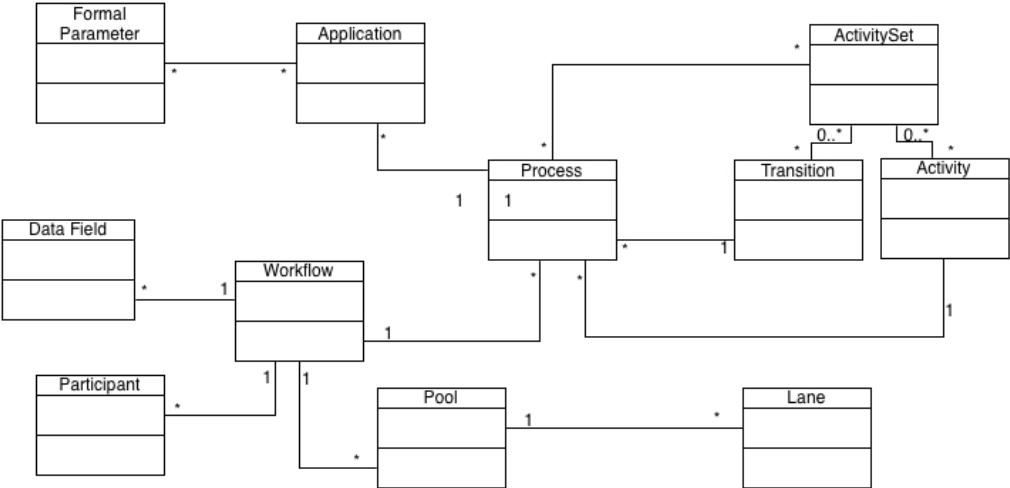 Formal
Parameter
Application
ActivitySet
*
*
*
*
*
0..*
0..*
*
*
Process
Transition
Activity
1
1
Data Field
*
1
Workflow
*
*
*
1
1
1
Participant
1
1
Pool
Lane
*
1
*
*